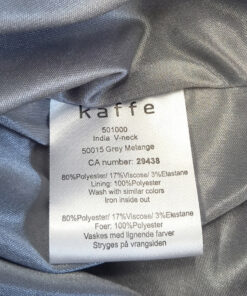 kaffe
501000
India V-neck
50015 Grey Melange
CA number: 29438
80%Polyester/ 17%Viscose/ 3%Elastane
Lining: 100%Polyester
Wash with similar colors
Iron inside out
80%Polyester/ 17%Viscose/ 3%Elastane
Foer: 100%Polyester
Vaskes med lignende farver
Stryges på vrangsiden